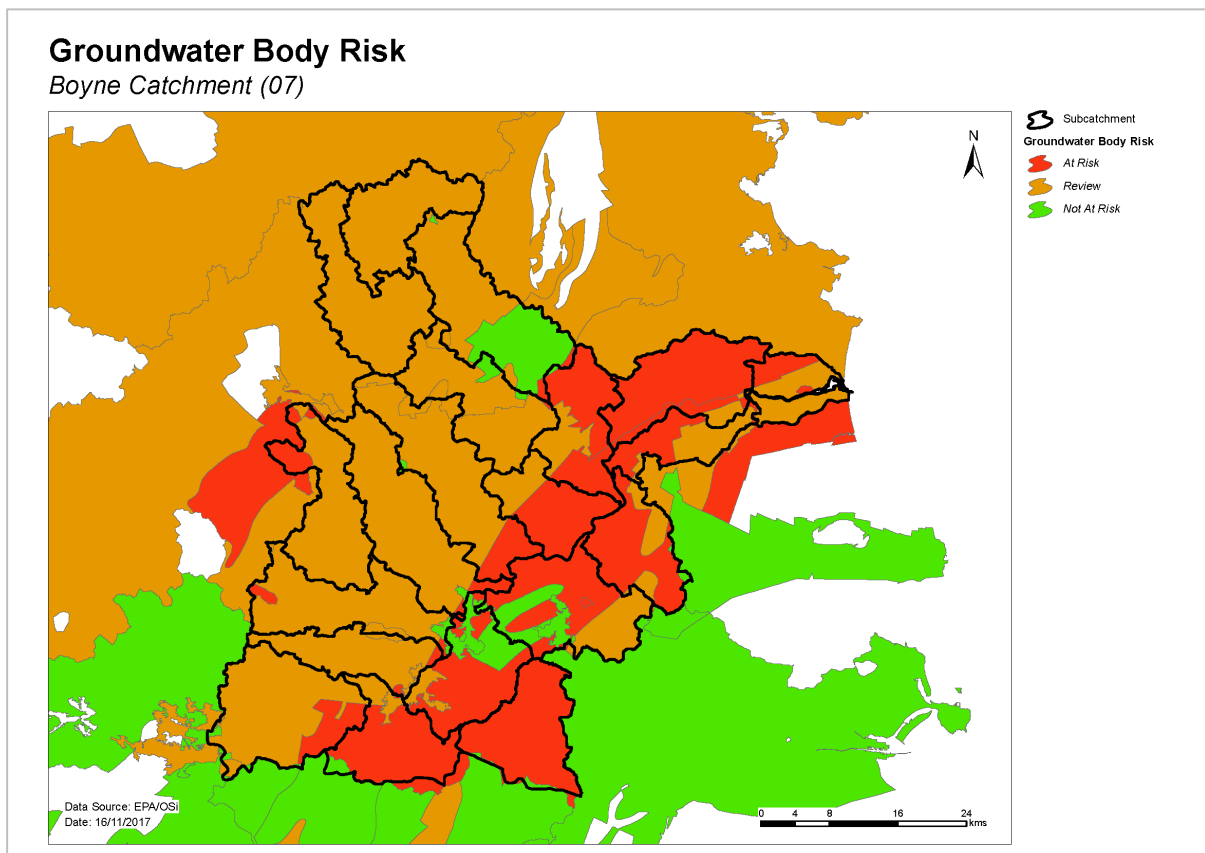 Groundwater Body Risk
Boyne Catchment (07)
N
Subcatchment
Groundwater Body Risk
At Risk
Review
Not At Risk
Data Source: EPA/OSi
Date: 16/11/2017
0 4 8 16 24
kms